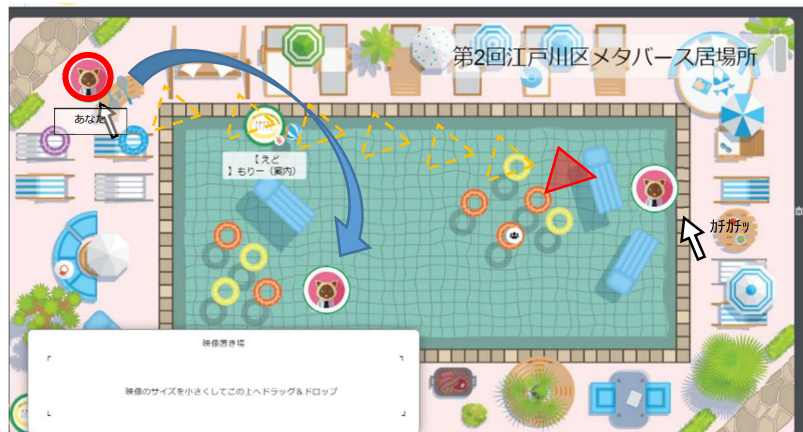 第2回江戸川区メタバース居場所
あなた
【えど
】もりー（案内）
ｶﾁｶﾁｯ
映像置き場
映像のサイズを小さくしてこの上へドラッグ＆ドロップ